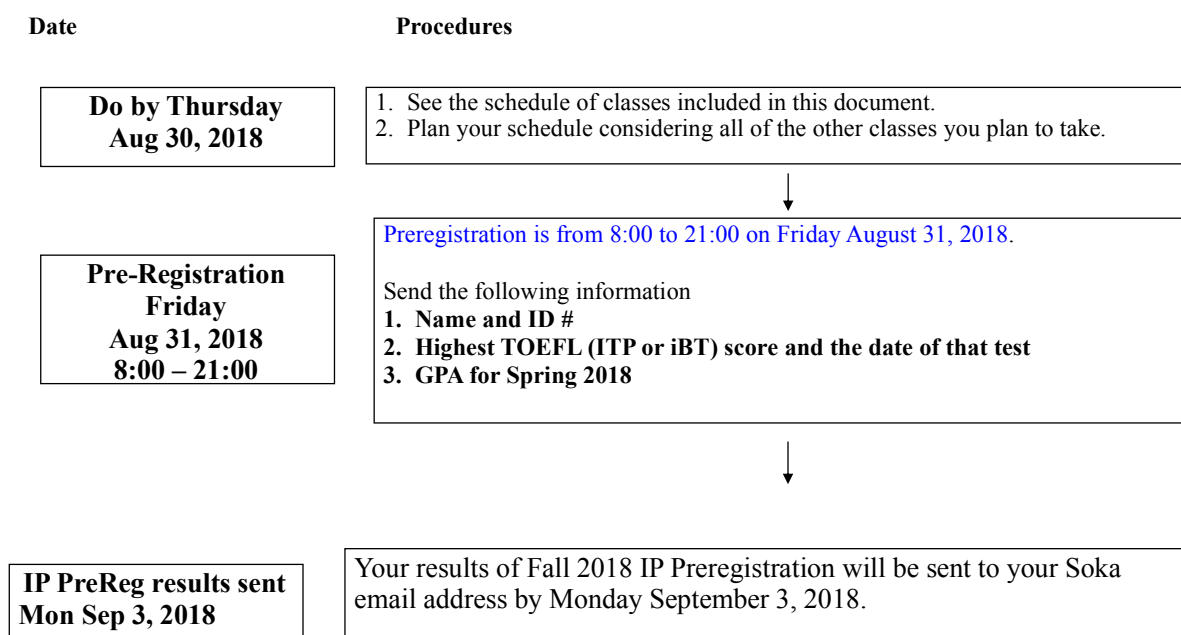 Date Procedures
Do by Thursday
Aug 30, 2018
1. See the schedule of classes included in this document.
2. Plan your schedule considering all of the other classes you plan to take.
Pre-Registration
Friday
Aug 31, 2018
8:00 – 21:00
Preregistration is from 8:00 to 21:00 on Friday August 31, 2018.
Send the following information
1. Name and ID #
2. Highest TOEFL (ITP or iBT) score and the date of that test
3. GPA for Spring 2018
IP PreReg results sent
Mon Sep 3, 2018
Your results of Fall 2018 IP Preregistration will be sent to your Soka
email address by Monday September 3, 2018.